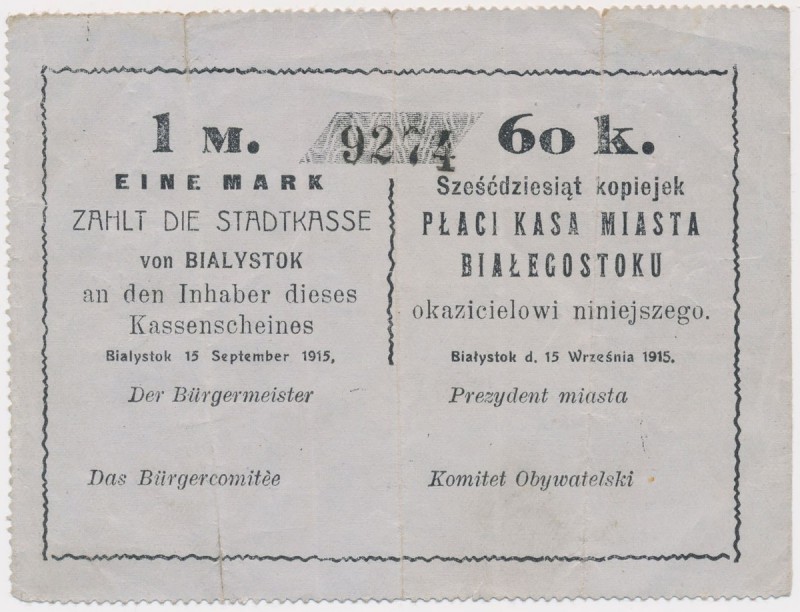 1 M.
EINE MARK
ZAHLT DIE STADTKASSE
von BIALYSTOK
an den Inhaber dieses
Kassenscheines
Bialystok 15 September 1915,
Der Bürgermeister
Das Bürgercomitèe
9274
60 k.
Sześćdziesiąt kopiejek
PŁACI KASA MIASTA
BIAŁEGOSTOKU
okazicielowi niniejszego.
Białystok d. 15 Września 1915.
Prezydent miasta
Komitet Obywatelski